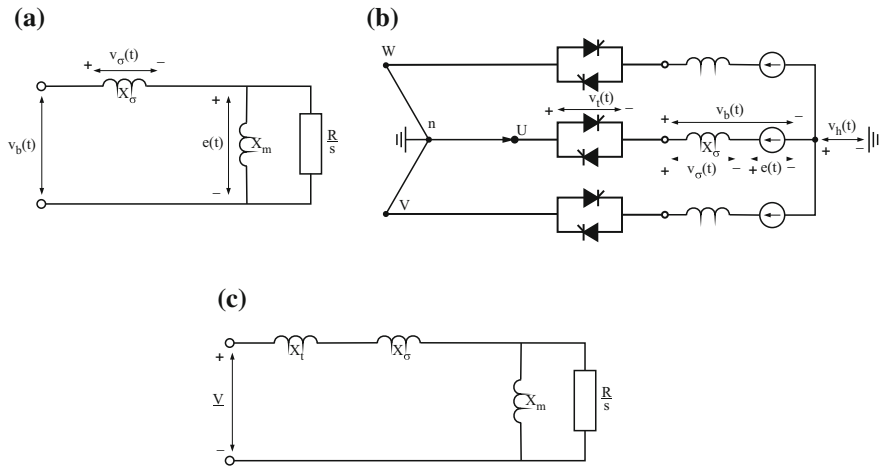 (a)
+ vσ(t) −
Xσ
vb(t)
+
e(t)
−
Xm
R/s
(b)
W
n
U
V
+ vt(t) −
+ vb(t) −
Xσ
+ vσ(t) −
+ e(t) −
vh(t)
+ −
(c)
Xt
Xσ
+
V
−
Xm
R/s